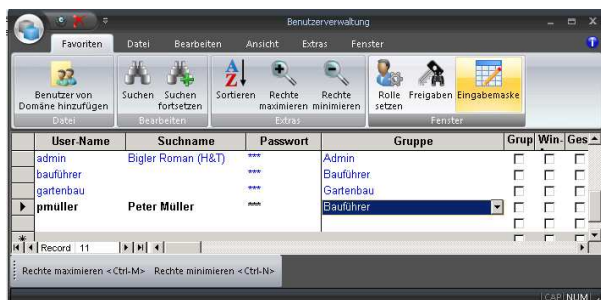 Benutzerverwaltung
Favoriten Datei Bearbeiten Ansicht Extras Fenster
Benutzer von Domäne hinzufügen
Suchen
Suchen fortsetzen
Sortieren
Rechte maximieren
Rechte minimieren
Rolle setzen
Freigaben
Eingabemaske
Datei Bearbeiten Extras Fenster
User-Name Suchname Passwort Gruppe Grup Win- Ges
admin Bigler Roman (H&T) *** Admin
bauführer *** Bauführer
gartenbau *** Gartenbau
pmüller Peter Müller *** Bauführer
Record 11
Rechte maximieren <Ctrl-M> Rechte minimieren <Ctrl-N>
CAP NUM